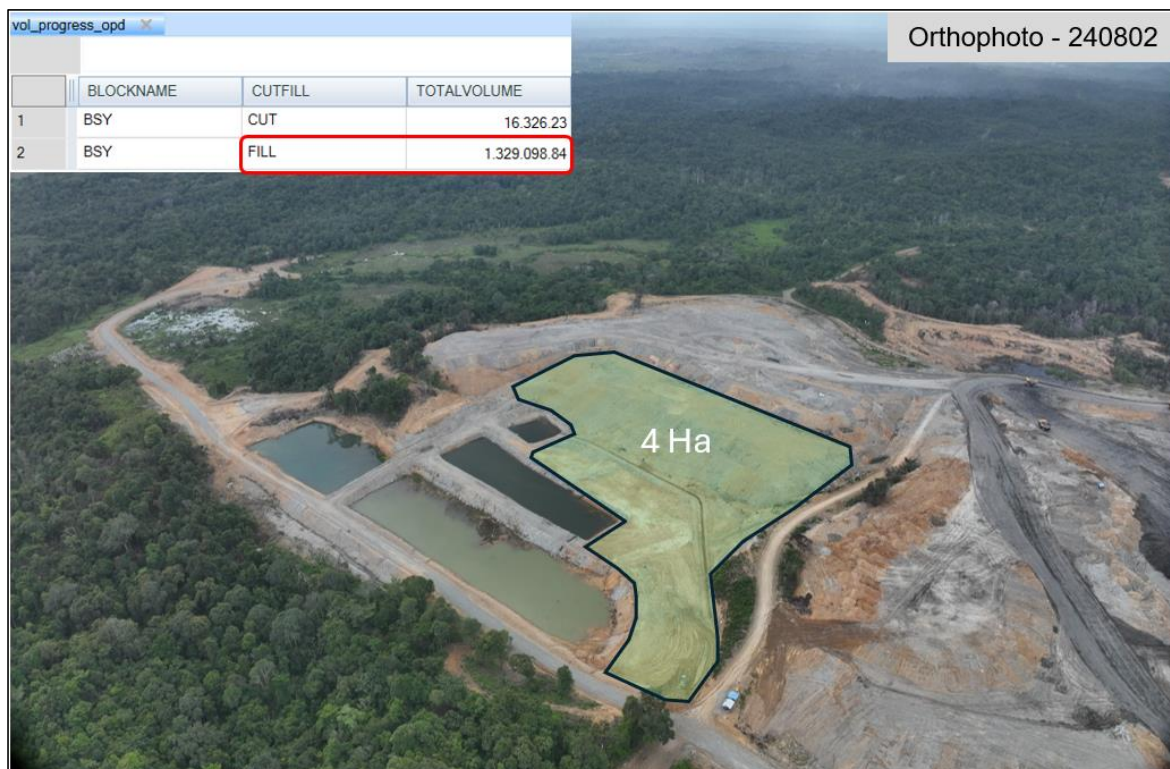 vol_progress_opd
Orthophoto - 240802
BLOCKNAME CUTFILL TOTALVOLUME
1 BSY CUT 16.326.23
2 BSY FILL 1.329.098.84
4 Ha